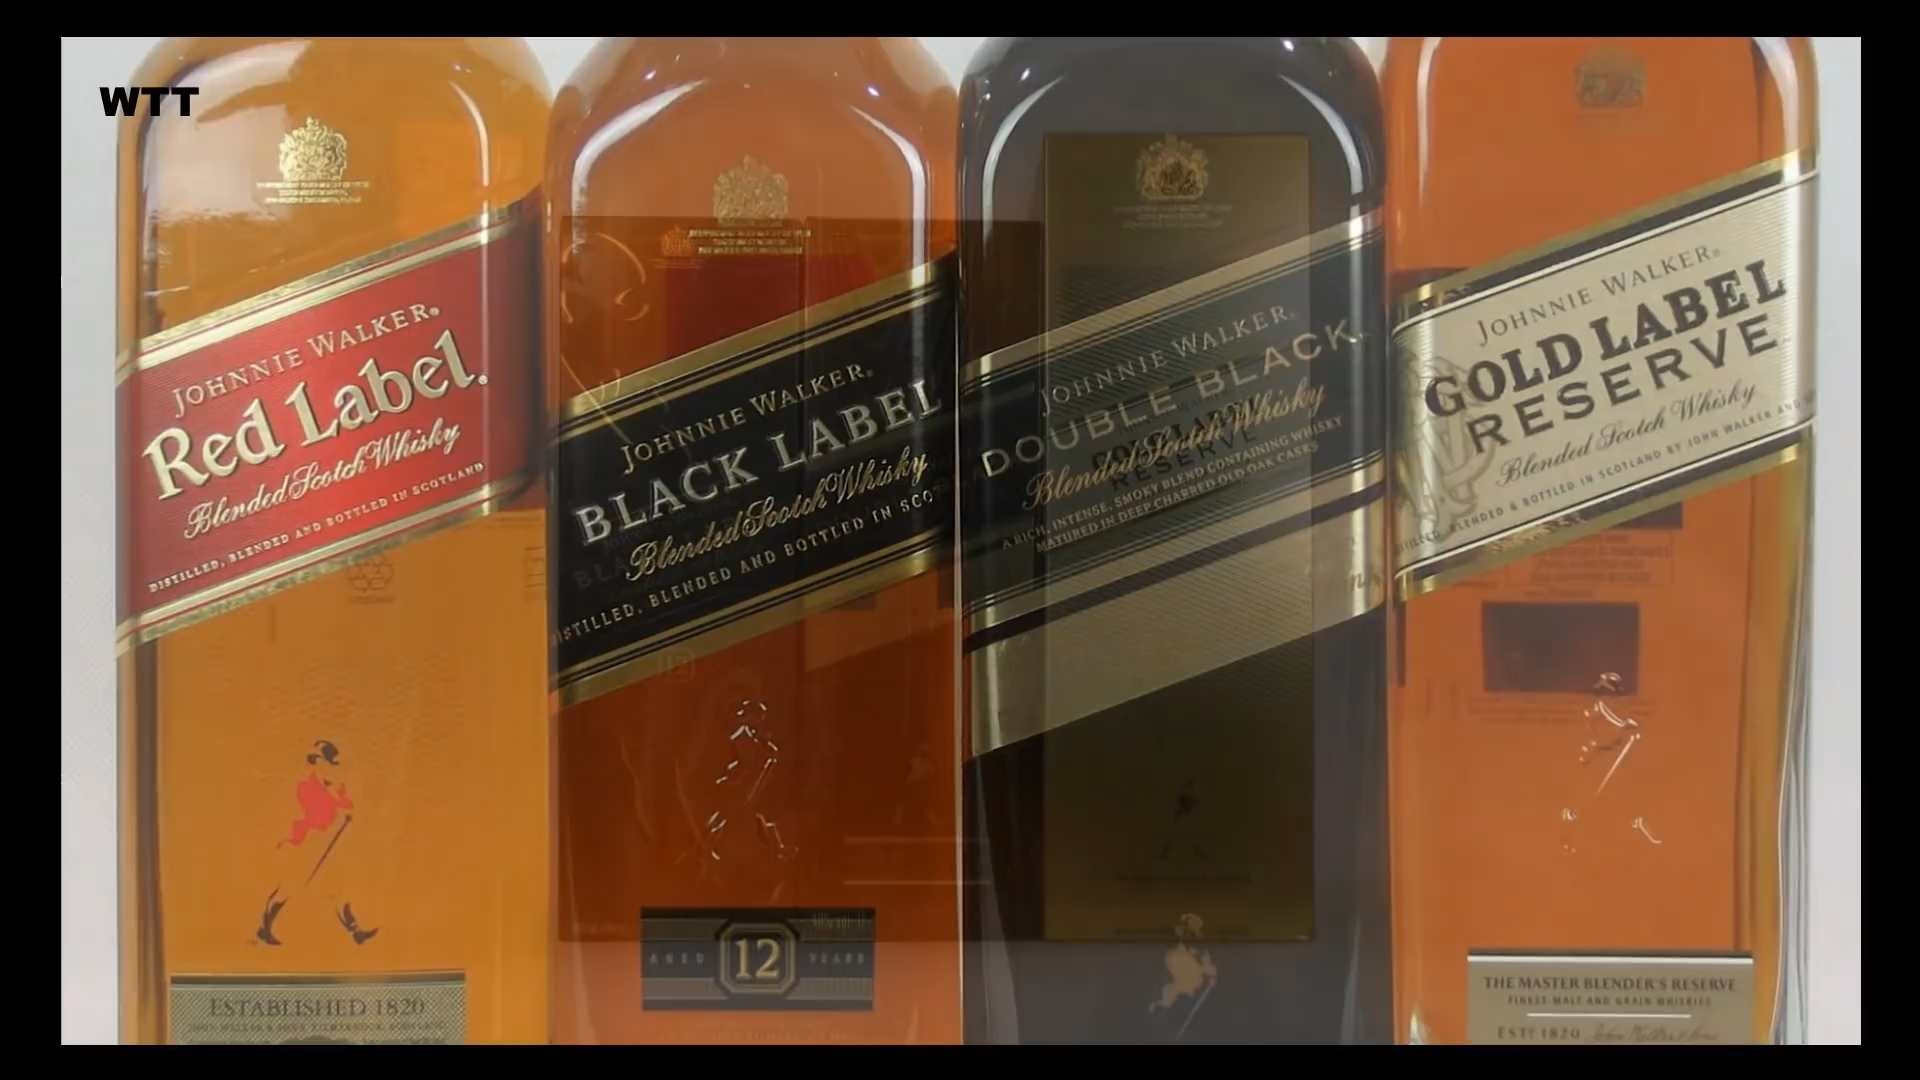 WTT
JOHNNIE WALKER®
Red Label.
Blended Scotch Whisky
DISTILLED, BLENDED AND BOTTLED IN SCOTLAND
ESTABLISHED 1820
JOHNNIE WALKER®
BLACK LABEL
Blended Scotch Whisky
DISTILLED, BLENDED AND BOTTLED IN
AGED 12 YEARS
JOHNNIE WALKER®
DOUBLE BLACK
Blended Scotch Whisky
A RICH, INTENSE, SMOKY BLEND CONTAINING WHISKY
MATURED IN DEEP CHARRED OLD OAK CASKS
JOHNNIE WALKER®
GOLD LABEL
RESERVE
Blended Scotch Whisky
BLENDED & BOTTLED IN SCOTLAND BY JOHN WALKER AND
THE MASTER BLENDER'S RESERVE
FINEST MALT AND GRAIN WHISKIES
ESTD 1820